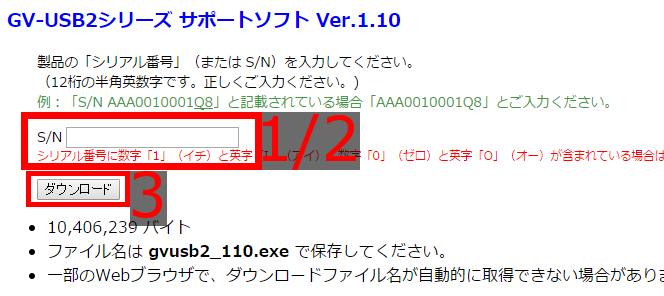 GV-USB2シリーズ サポートソフト Ver.1.10
製品の「シリアル番号」（または S/N）を入力してください。
（12桁の半角英数字です。正しくご入力ください。)
例：「S/N AAA0010001Q8」と記載されている場合「AAA0010001Q8」とご入力ください。
S/N
1/2
シリアル番号に数字「1」（イチ）と英字「I」（アイ）、数字「0」（ゼロ）と英字「O」（オー）が含まれている場合は
ダウンロード
3
10,406,239 バイト
ファイル名は gvusb2_110.exe で保存してください。
一部のWebブラウザで、ダウンロードファイル名が自動的に取得できない場合があり